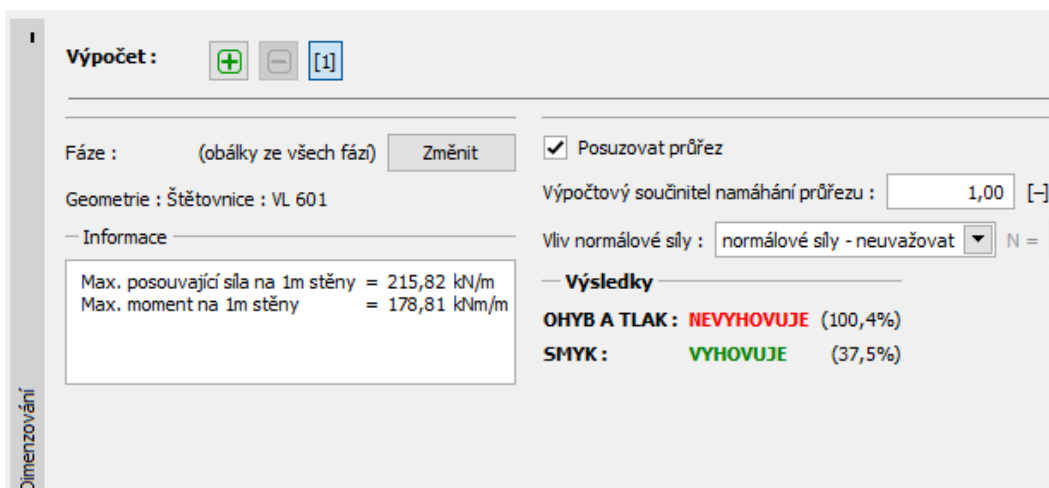 Výpočet :
[1]
Fáze : (obálky ze všech fází) Změnit
Geometrie : Štětovnice : VL 601
Informace
Max. posouvající síla na 1m stěny = 215,82 kN/m
Max. moment na 1m stěny = 178,81 kNm/m
Posuzovat průřez
Výpočtový součinitel namáhání průřezu : 1,00 [–]
Vliv normálové síly : normálové síly - neuvažovat N =
Výsledky
OHYB A TLAK : NEVYHOVUJE (100,4%)
SMYK : VYHOVUJE (37,5%)
Dimenzování